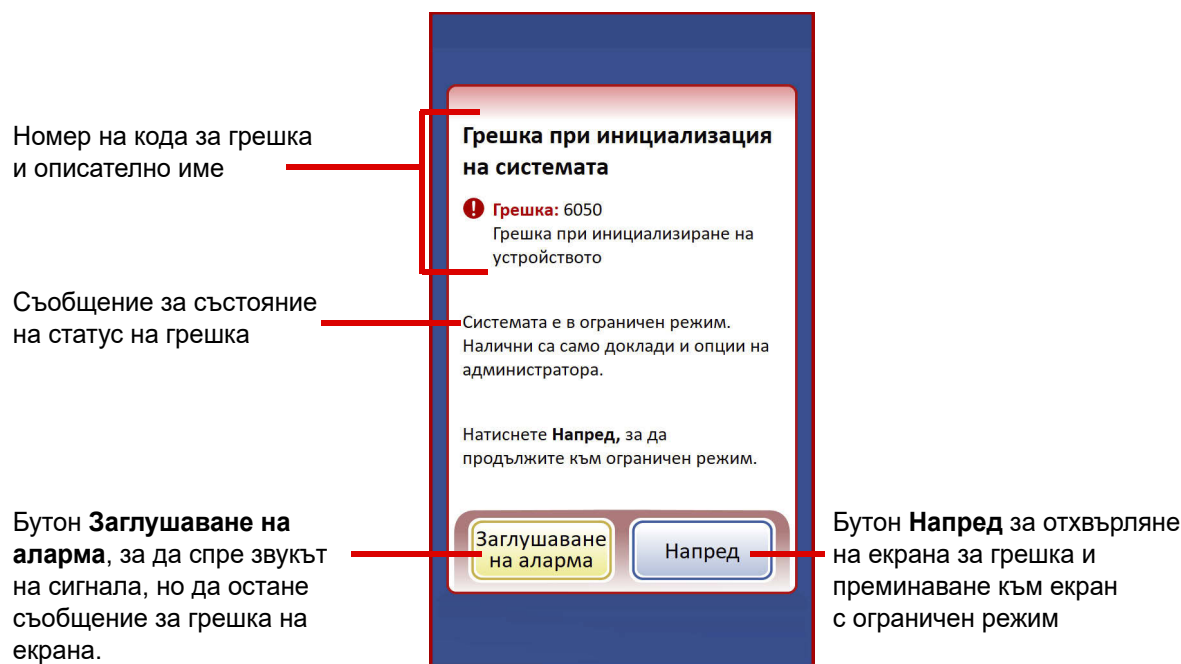 Номер на кода за грешка
и описателно име
Съобщение за състояние
на статус на грешка
Бутон Заглушаване на
аларма, за да спре звукът
на сигнала, но да остане
съобщение за грешка на
екрана.
Грешка при инициализация
на системата
Грешка: 6050
Грешка при инициализиране на
устройството
Системата е в ограничен режим.
Налични са само доклади и опции на
администратора.
Натиснете Напред, за да
продължите към ограничен режим.
Заглушаване
на аларма
Напред
Бутон Напред за отхвърляне
на екрана за грешка и
преминаване към екран
с ограничен режим